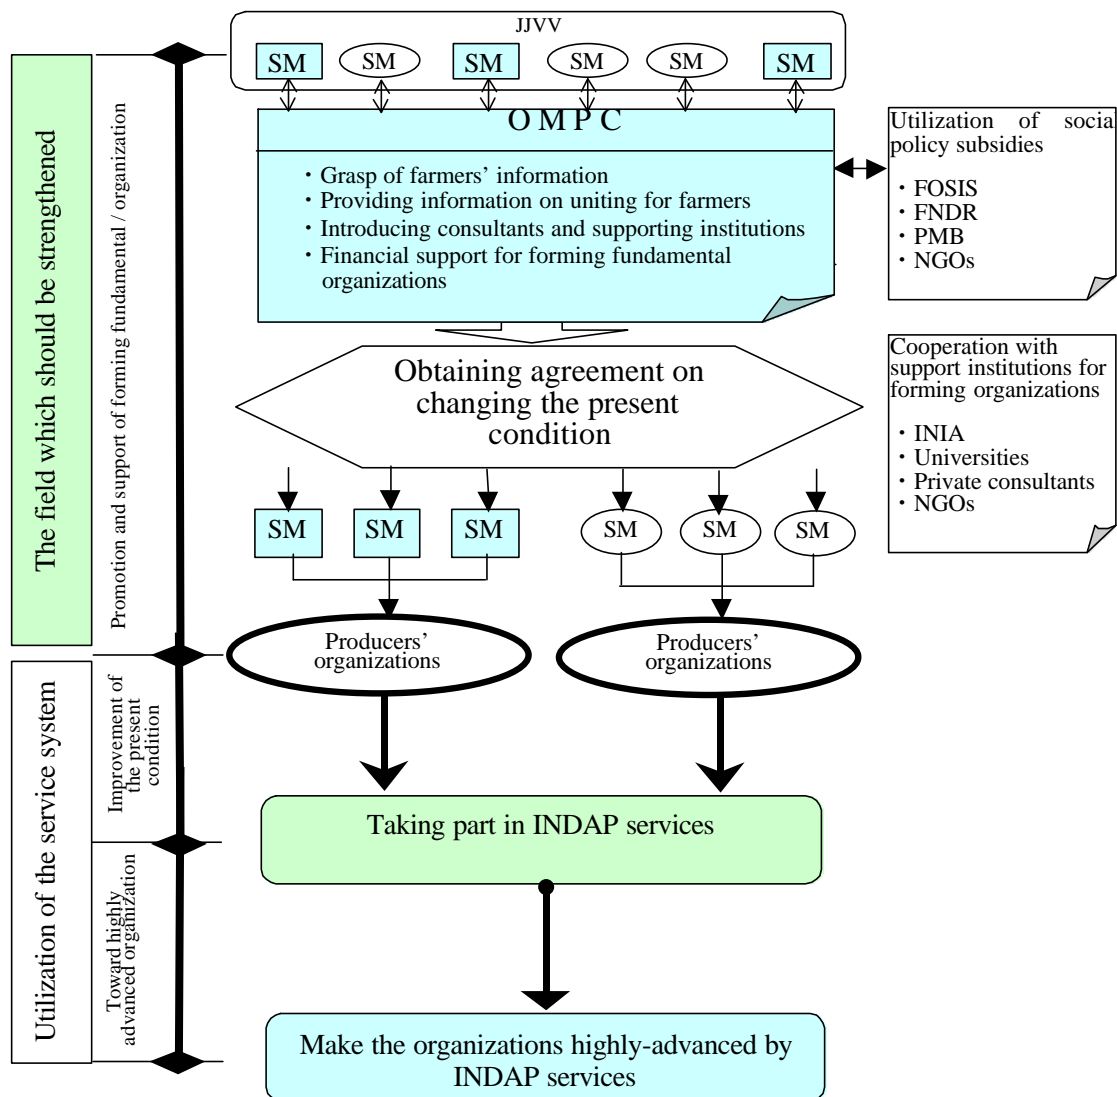 JJVV
SM
SM
SM
SM
SM
SM
O M P C
・Grasp of farmers' information
・Providing information on uniting for farmers
・Introducing consultants and supporting institutions
・Financial support for forming fundamental
organizations
Utilization of socia
policy subsidies
・FOSIS
・FNDR
・PMB
・NGOs
Obtaining agreement on
changing the present
condition
Cooperation with
support institutions for
forming organizations
・INIA
・Universities
・Private consultants
・NGOs
SM
SM
SM
SM
SM
SM
Producers'
organizations
Producers'
organizations
Taking part in INDAP services
Make the organizations highly-advanced by
INDAP services
The field which should be strengthened
Promotion and support of forming fundamental / organization
Utilization of the service system
Improvement of
the present
condition
Toward highly
advanced organization